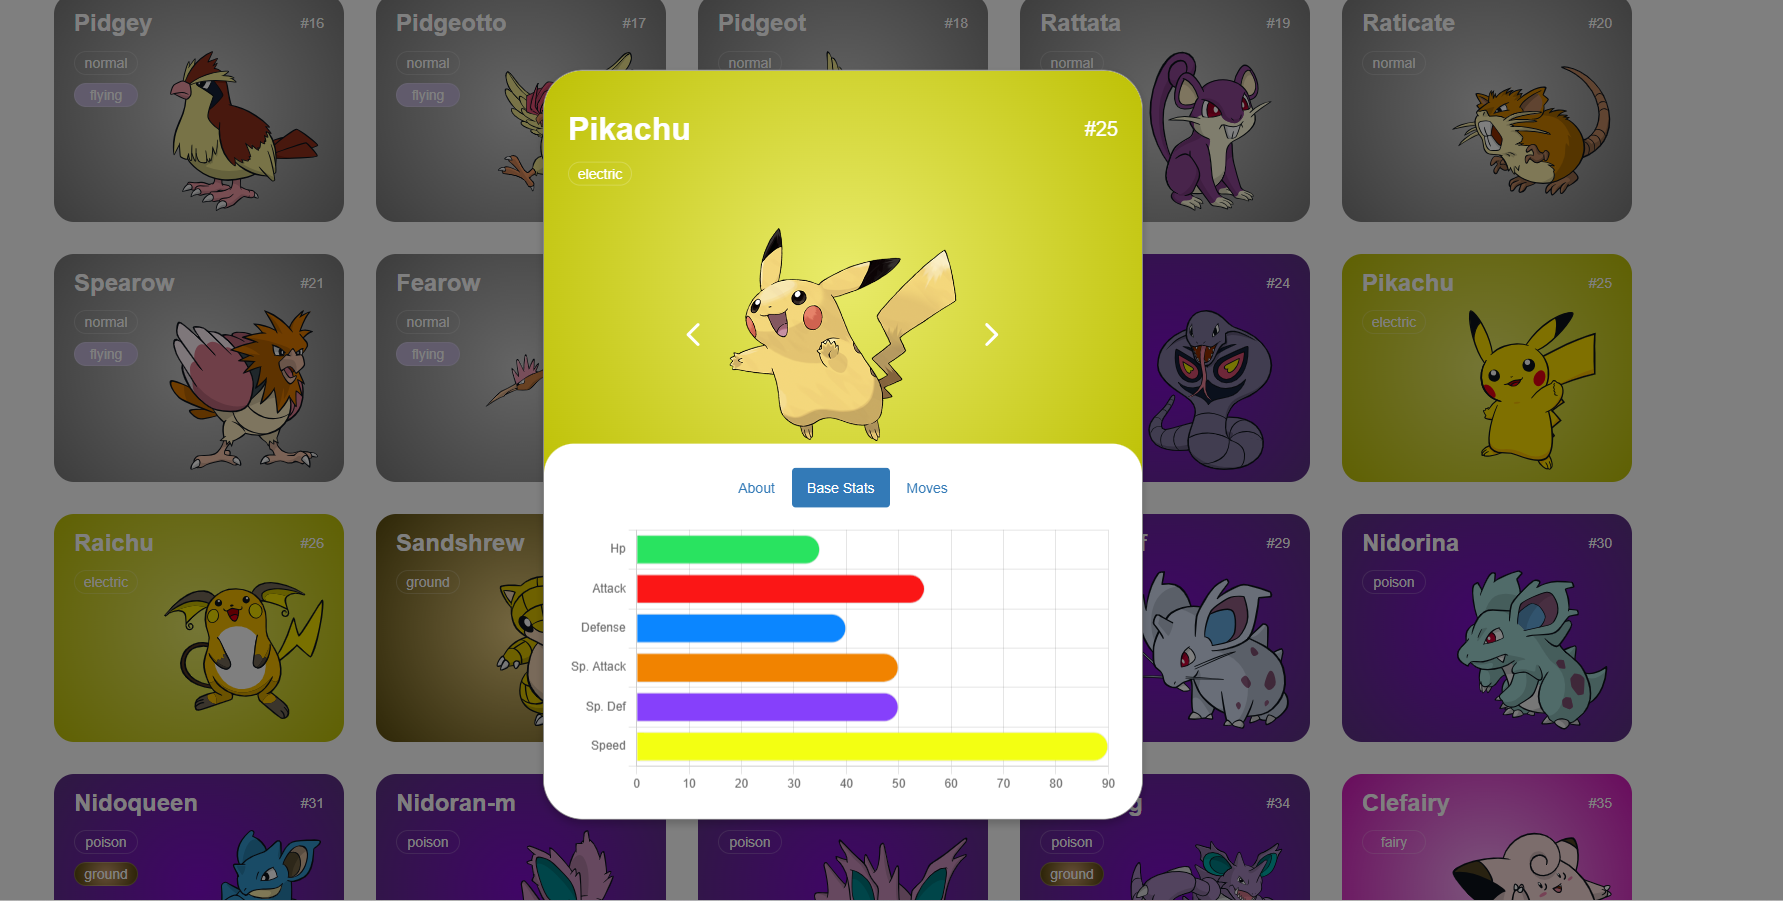 Pidgey #16
normal
flying
Pidgeotto #17
normal
flying
Pidgeot #18
normal
Rattata #19
normal
Raticate #20
normal
Spearow #21
normal
flying
Fearow
normal
flying
#24
Pikachu #25
electric
Raichu #26
electric
Sandshrew
ground
f #29
Nidorina #30
poison
Nidoqueen #31
poison
ground
Nidoran-m
poison
poison
g #34
poison
ground
Clefairy #35
fairy
Pikachu #25
electric
About Base Stats Moves
Hp
Attack
Defense
Sp. Attack
Sp. Def
Speed
0 10 20 30 40 50 60 70 80 90